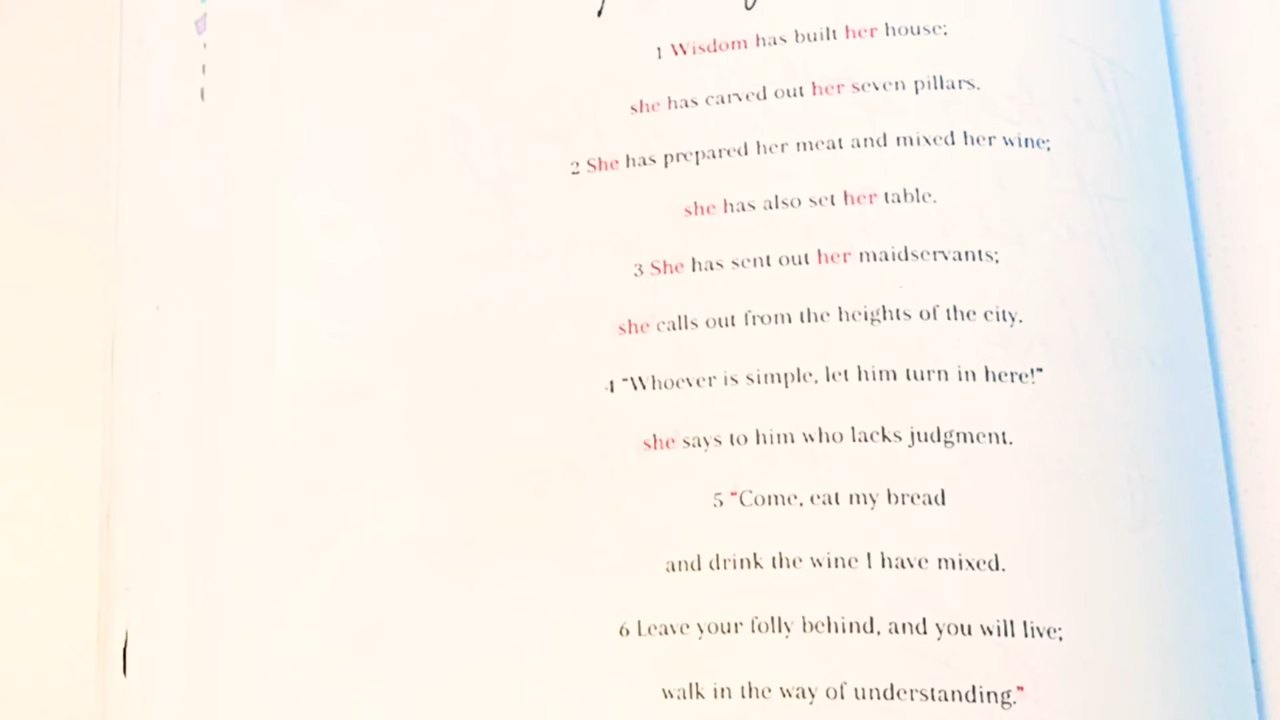 1 Wisdom has built her house;
she has carved out her seven pillars.
2 She has prepared her meat and mixed her wine;
she has also set her table.
3 She has sent out her maidservants;
she calls out from the heights of the city.
4 "Whoever is simple, let him turn in here!"
she says to him who lacks judgment.
5 "Come, eat my bread
and drink the wine I have mixed.
6 Leave your folly behind, and you will live;
walk in the way of understanding."